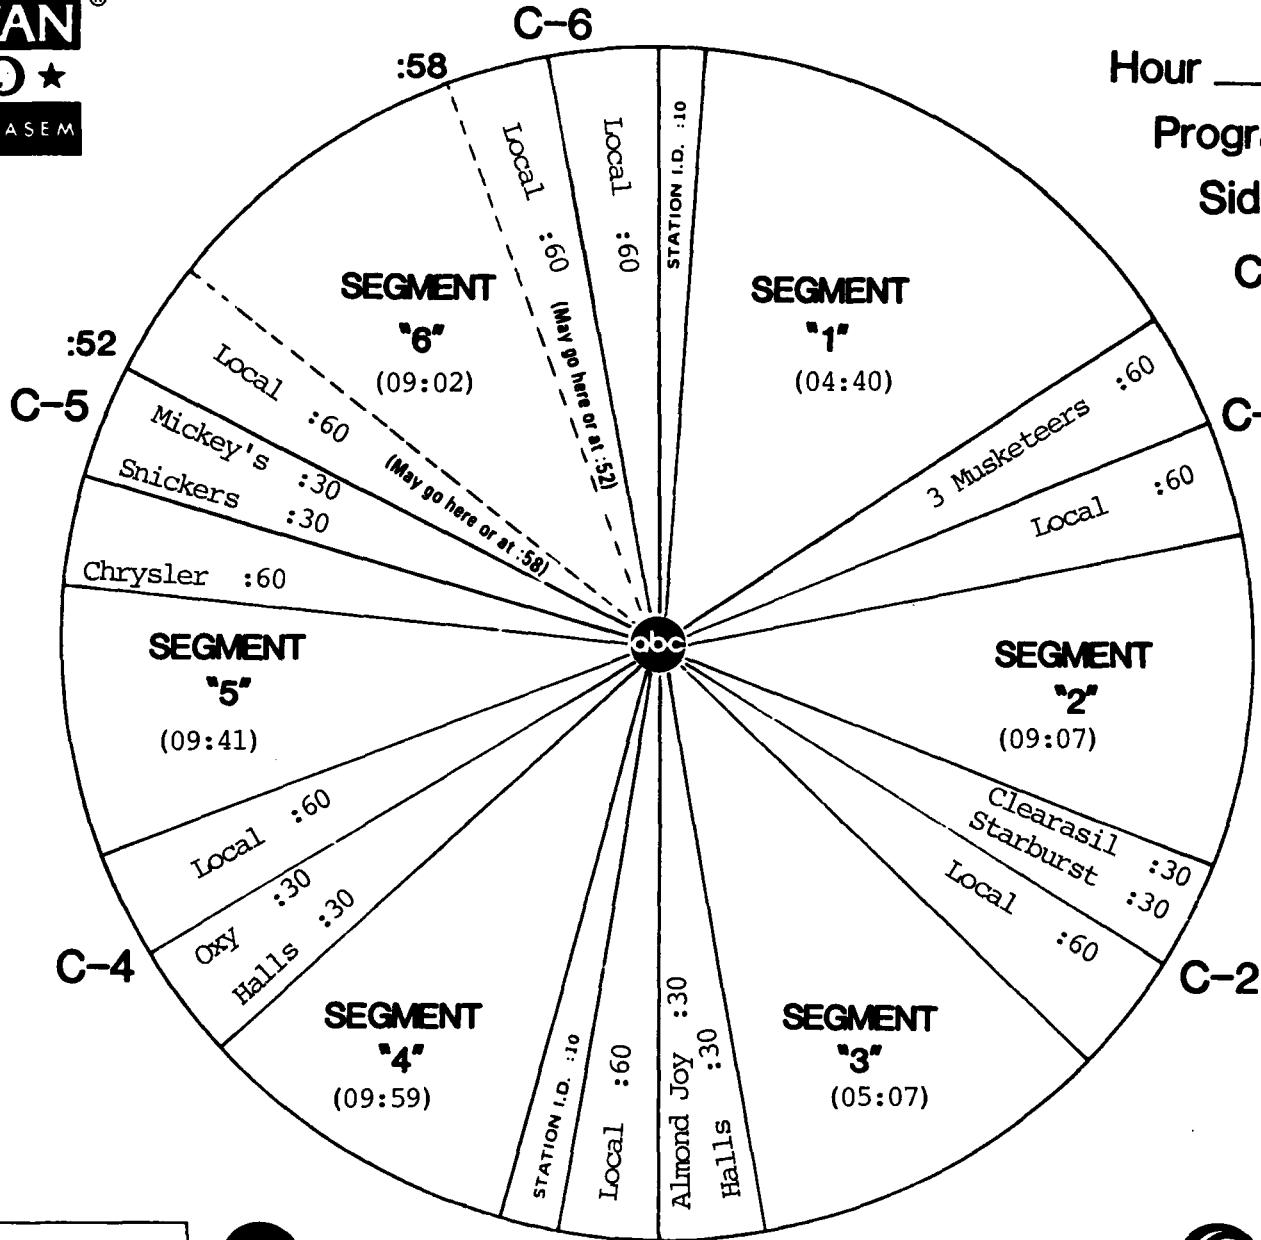 C-6
:58
:52
C-5
C-4
C-2
Hour
STATION I.D. :10
SEGMENT
"1"
(04:40)
3 Musketeers :60
Local :60
SEGMENT
"2"
(09:07)
Clearasil :30
Starburst :30
Local :60
SEGMENT
"3"
(05:07)
Almond Joy :30
Halls :30
Local :60
STATION I.D. :10
SEGMENT
"4"
(09:59)
Halls :30
Oxy :30
Local :60
SEGMENT
"5"
(09:41)
Chrysler :60
Snickers :30
Mickey's :30
Local :60
(May go here or at :58)
SEGMENT
"6"
(09:02)
Local :60
(May go here or at :52)
Local :60
abc